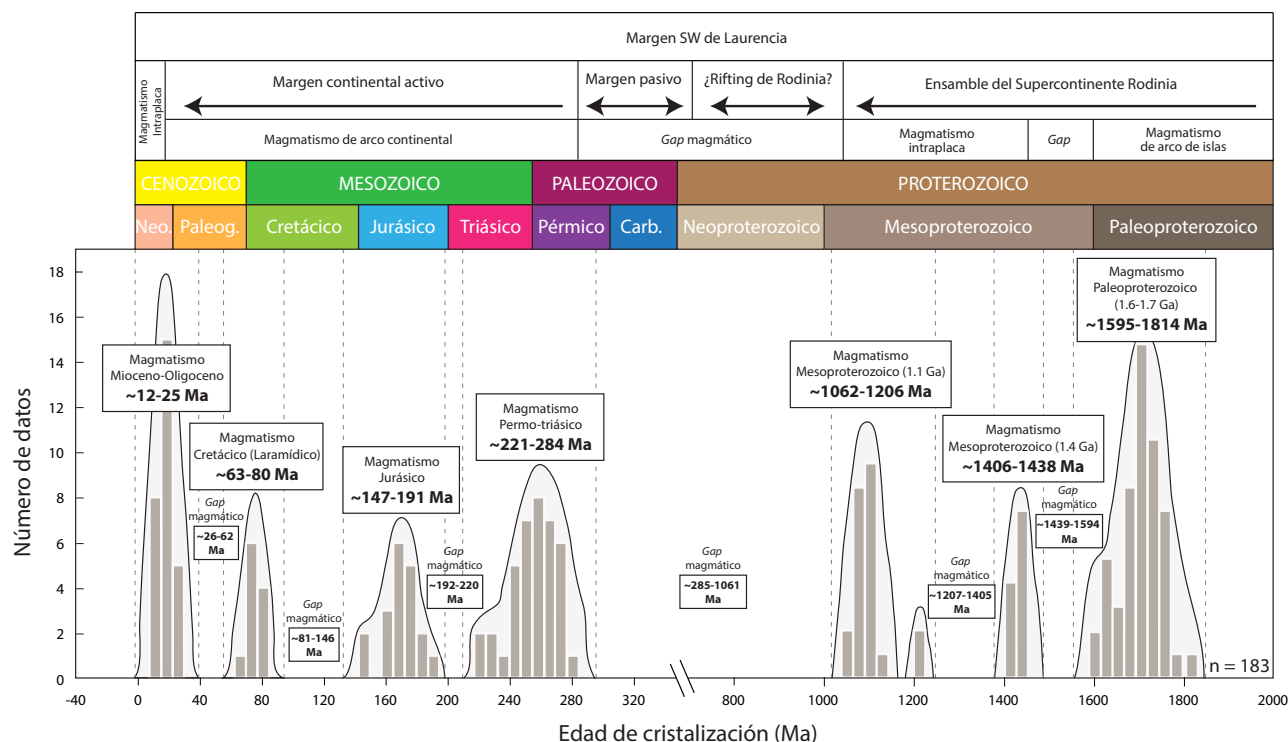 Margen SW de Laurencia
Magmatismo
Intraplaca
Margen continental activo
Margen pasivo
¿Rifting de Rodinia?
Ensamble del Supercontinente Rodinia
Magmatismo de arco continental
Gap magmático
Magmatismo
intraplaca
Gap
Magmatismo
de arco de islas
CENOZOICO
MESOZOICO
PALEOZOICO
PROTEROZOICO
Neo.
Paleog.
Cretácico
Jurásico
Triásico
Pérmico
Carb.
Neoproterozoico
Mesoproterozoico
Paleoproterozoico
Número de datos
18
16
14
12
10
8
6
4
2
0
Magmatismo
Mioceno-Oligoceno
~12-25 Ma
Gap
magmático
~26-62
Ma
Magmatismo
Cretácico (Laramídico)
~63-80 Ma
Gap
magmático
~81-146
Ma
Magmatismo
Jurásico
~147-191 Ma
Gap
magmático
~192-220
Ma
Magmatismo
Permo-triásico
~221-284 Ma
Gap
magmático
~285-1061
Ma
Magmatismo
Mesoproterozoico (1.1 Ga)
~1062-1206 Ma
Gap
magmático
~1207-1405
Ma
Magmatismo
Mesoproterozoico (1.4 Ga)
~1406-1438 Ma
Gap
magmático
~1439-1594
Ma
Magmatismo
Paleoproterozoico
(1.6-1.7 Ga)
~1595-1814 Ma
n = 183
-40
0
40
80
120
160
200
240
280
320
800
1000
1200
1400
1600
1800
2000
Edad de cristalización (Ma)